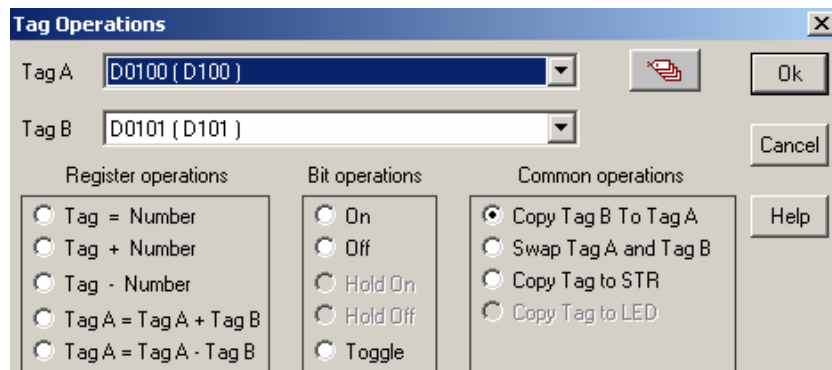 Tag Operations
Tag A D0100 ( D100 )
Ok
Tag B D0101 ( D101 )
Cancel
Register operations Bit operations Common operations
Tag = Number On Copy Tag B To Tag A Help
Tag + Number Off Swap Tag A and Tag B
Tag - Number Hold On Copy Tag to STR
Tag A = Tag A + Tag B Hold Off Copy Tag to LED
Tag A = Tag A - Tag B Toggle